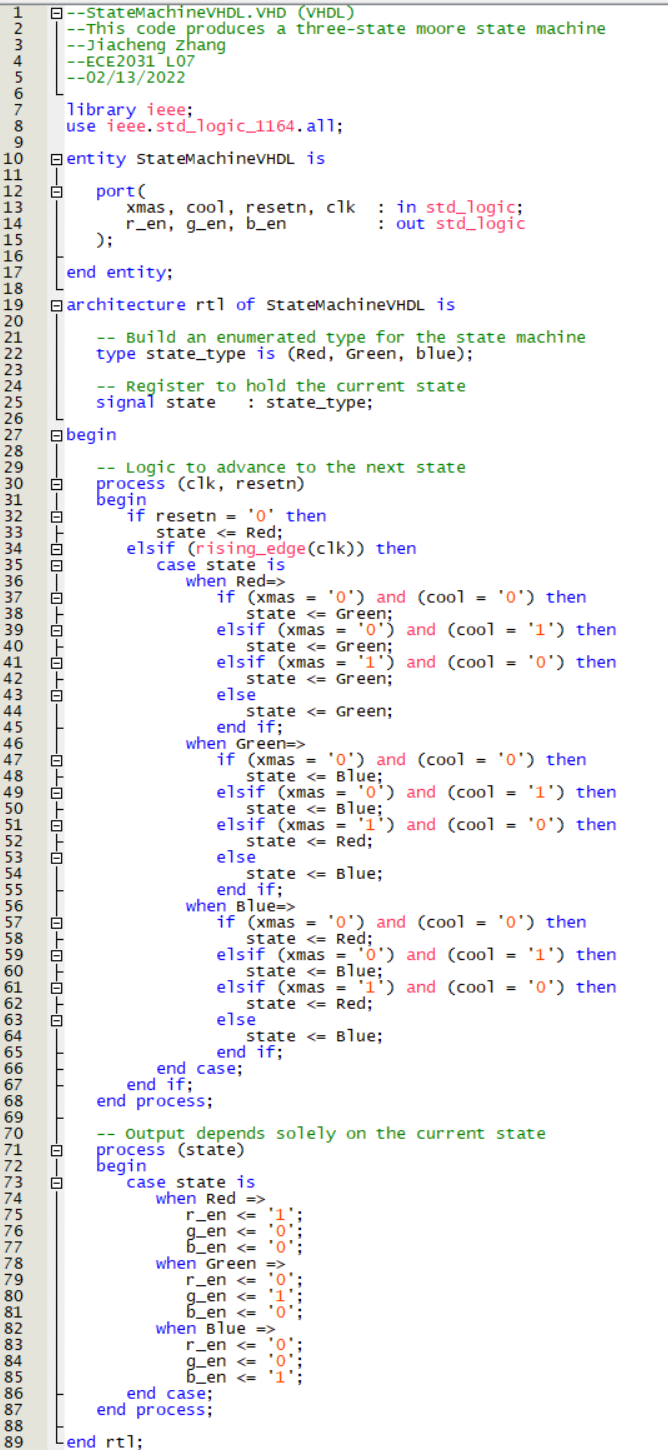 1 --StateMachineVHDL.VHD (VHDL)
2 --This code produces a three-state moore state machine
3 --Jiacheng Zhang
4 --ECE2031 L07
5 --02/13/2022
6
7 library ieee;
8 use ieee.std_logic_1164.all;
9
10 entity StateMachineVHDL is
11
12 port(
13 xmas, cool, resetn, clk : in std_logic;
14 r_en, g_en, b_en : out std_logic
15 );
16
17 end entity;
18
19 architecture rtl of StateMachineVHDL is
20
21 -- Build an enumerated type for the state machine
22 type state_type is (Red, Green, blue);
23
24 -- Register to hold the current state
25 signal state : state_type;
26
27 begin
28
29 -- Logic to advance to the next state
30 process (clk, resetn)
31 begin
32 if resetn = '0' then
33 state <= Red;
34 elsif (rising_edge(clk)) then
35 case state is
36 when Red=>
37 if (xmas = '0') and (cool = '0') then
38 state <= Green;
39 elsif (xmas = '0') and (cool = '1') then
40 state <= Green;
41 elsif (xmas = '1') and (cool = '0') then
42 state <= Green;
43 else
44 state <= Green;
45 end if;
46 when Green=>
47 if (xmas = '0') and (cool = '0') then
48 state <= Blue;
49 elsif (xmas = '0') and (cool = '1') then
50 state <= Blue;
51 elsif (xmas = '1') and (cool = '0') then
52 state <= Red;
53 else
54 state <= Blue;
55 end if;
56 when Blue=>
57 if (xmas = '0') and (cool = '0') then
58 state <= Red;
59 elsif (xmas = '0') and (cool = '1') then
60 state <= Blue;
61 elsif (xmas = '1') and (cool = '0') then
62 state <= Red;
63 else
64 state <= Blue;
65 end if;
66 end case;
67 end if;
68 end process;
69
70 -- Output depends solely on the current state
71 process (state)
72 begin
73 case state is
74 when Red =>
75 r_en <= '1';
76 g_en <= '0';
77 b_en <= '0';
78 when Green =>
79 r_en <= '0';
80 g_en <= '1';
81 b_en <= '0';
82 when Blue =>
83 r_en <= '0';
84 g_en <= '0';
85 b_en <= '1';
86 end case;
87 end process;
88
89 end rtl;